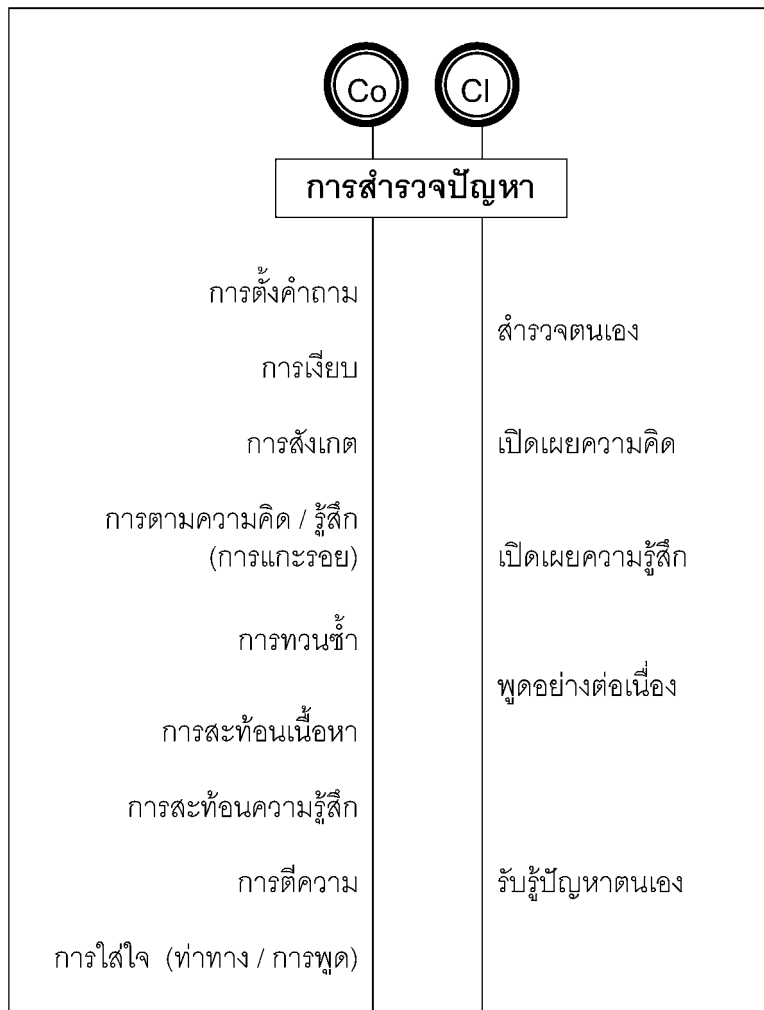 Co Cl
การสำรวจปัญหา
การตั้งคำถาม
สำรวจตนเอง
การเงียบ
การสังเกต
เปิดเผยความคิด
การตามความคิด / รู้สึก
(การแกะรอย)
เปิดเผยความรู้สึก
การทวนซ้ำ
พูดอย่างต่อเนื่อง
การสะท้อนเนื้อหา
การสะท้อนความรู้สึก
การตีความ
รับรู้ปัญหาตนเอง
การใส่ใจ (ท่าทาง / การพูด)